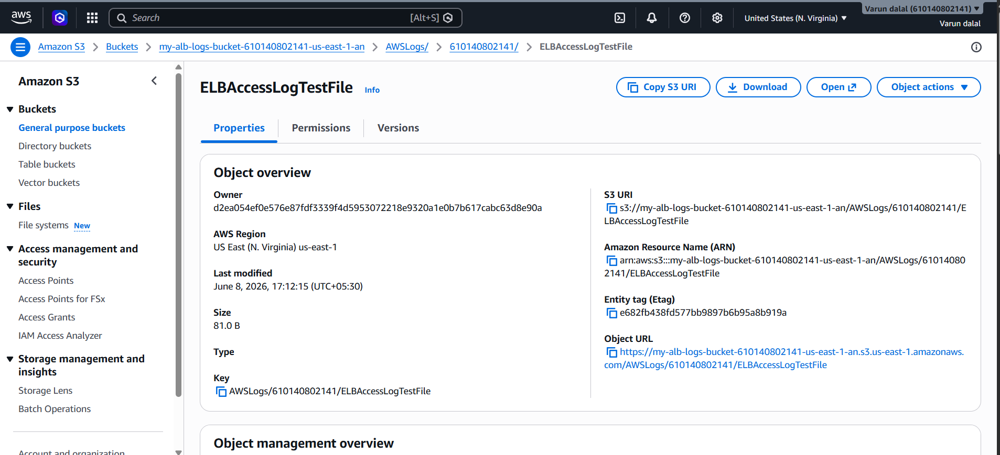 aws
Search
[Alt+S]
United States (N. Virginia) ▼
Varun dalal (610140802141) ▼
Varun dalal
Amazon S3 > Buckets > my-alb-logs-bucket-610140802141-us-east-1-an > AWSLogs/ > 610140802141/ > ELBAccessLogTestFile
Amazon S3
Buckets
General purpose buckets
Directory buckets
Table buckets
Vector buckets
Files
File systems New
Access management and
security
Access Points
Access Points for FSx
Access Grants
IAM Access Analyzer
Storage management and
insights
Storage Lens
Batch Operations
Account and organization
ELBAccessLogTestFile Info
Copy S3 URI
Download
Open
Object actions ▼
Properties
Permissions
Versions
Object overview
Owner
d2ea054ef0e576e87fdf3339f4d5953072218e9320a1e0b7b617cabc63d8e90a
AWS Region
US East (N. Virginia) us-east-1
Last modified
June 8, 2026, 17:12:15 (UTC+05:30)
Size
81.0 B
Type
Key
AWSLogs/610140802141/ELBAccessLogTestFile
S3 URI
s3://my-alb-logs-bucket-610140802141-us-east-1-an/AWSLogs/610140802141/E
LBAccessLogTestFile
Amazon Resource Name (ARN)
arn:aws:s3:::my-alb-logs-bucket-610140802141-us-east-1-an/AWSLogs/61014080
2141/ELBAccessLogTestFile
Entity tag (Etag)
e682fb438fd577bb9897b6b95a8b919a
Object URL
https://my-alb-logs-bucket-610140802141-us-east-1-an.s3.us-east-1.amazonaws.
com/AWSLogs/610140802141/ELBAccessLogTestFile
Object management overview